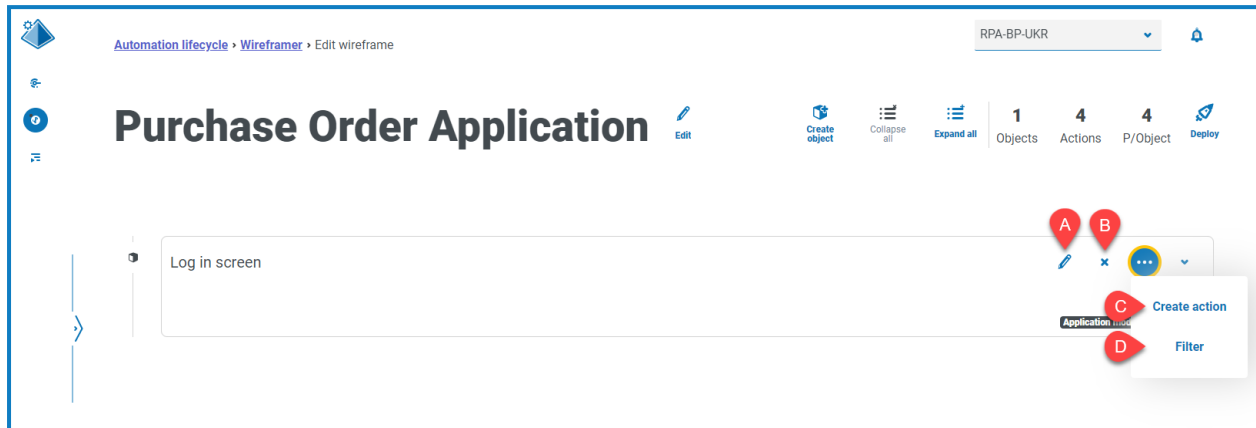 Automation lifecycle › Wireframer › Edit wireframe
RPA-BP-UKR
Purchase Order Application
Edit
Create object
Collapse all
Expand all
1 Objects
4 Actions
4 P/Object
Deploy
A
B
Log in screen
C
Create action
Application
D
Filter